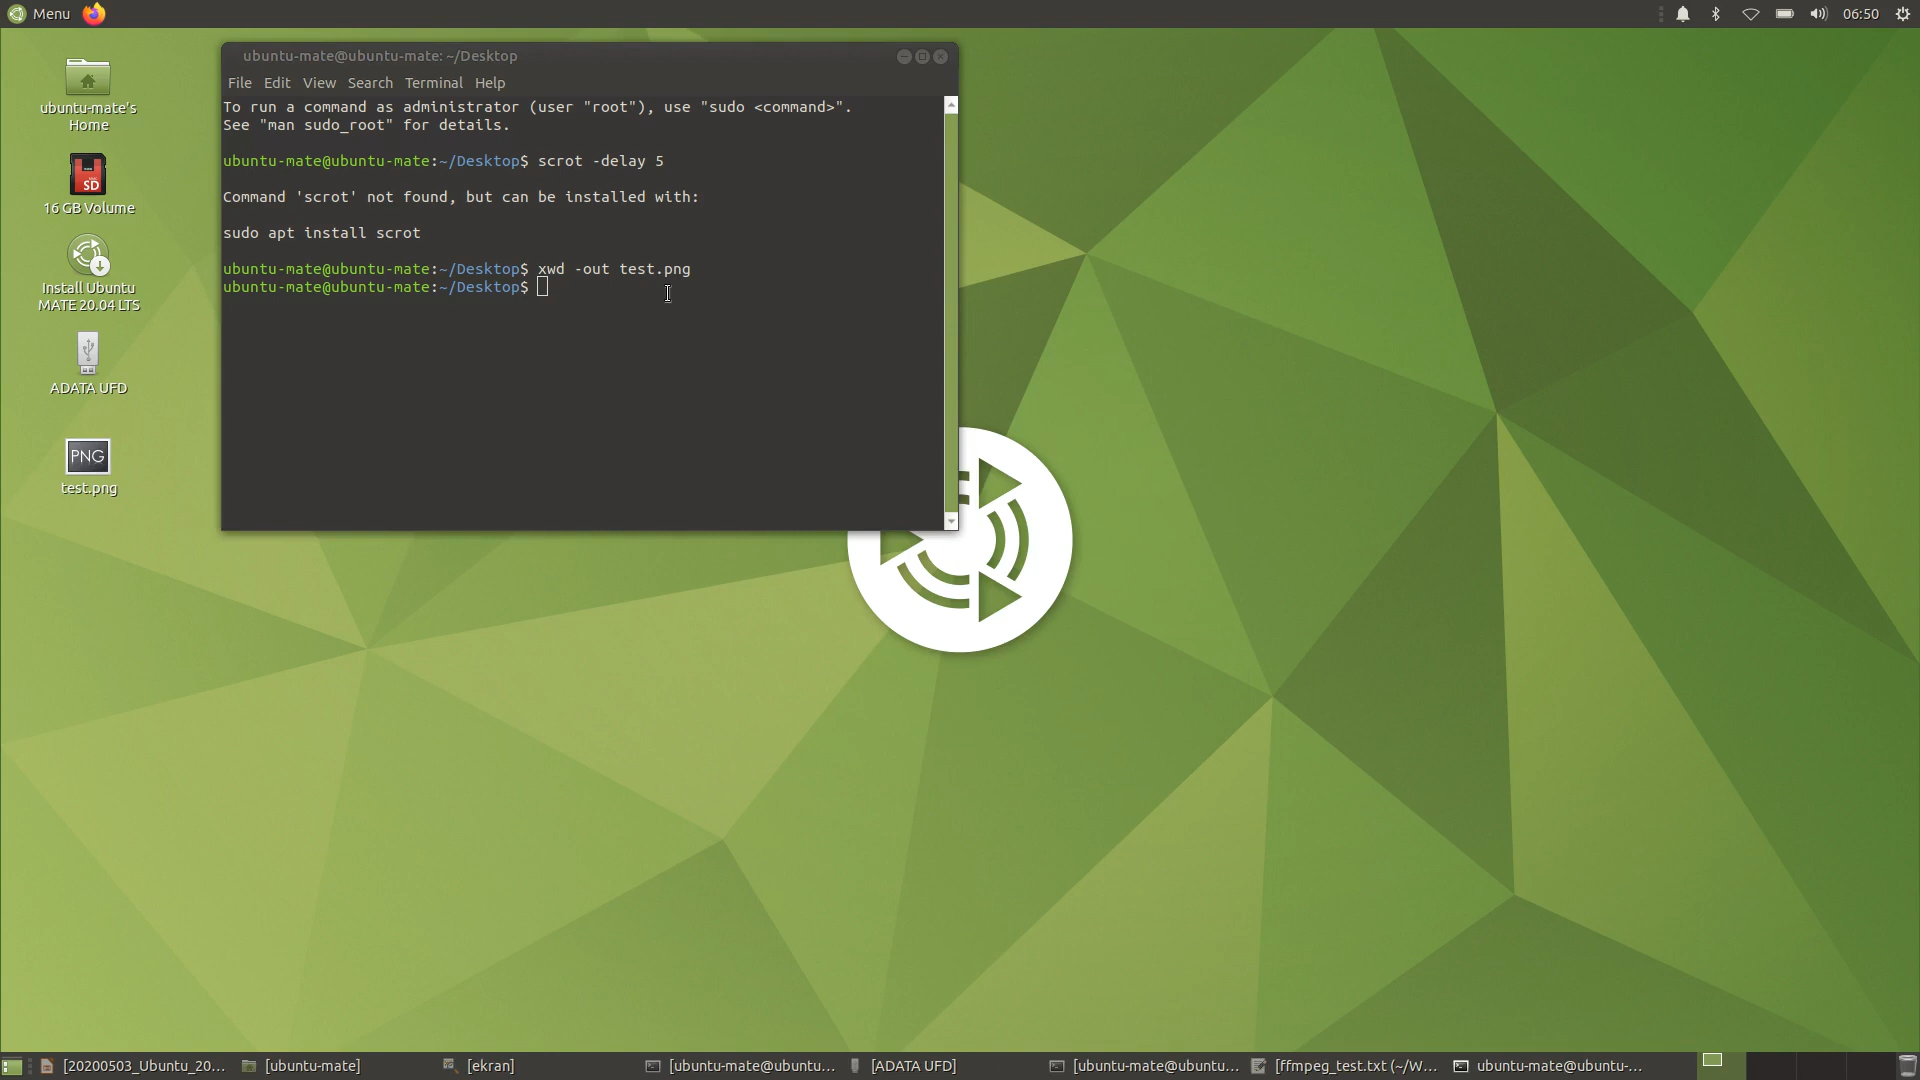 Menu
06:50
ubuntu-mate's
Home
SD
16 GB Volume
Install Ubuntu
MATE 20.04 LTS
ADATA UFD
PNG
test.png
ubuntu-mate@ubuntu-mate: ~/Desktop
File Edit View Search Terminal Help
To run a command as administrator (user "root"), use "sudo <command>".
See "man sudo_root" for details.
ubuntu-mate@ubuntu-mate:~/Desktop$ scrot -delay 5
Command 'scrot' not found, but can be installed with:
sudo apt install scrot
ubuntu-mate@ubuntu-mate:~/Desktop$ xwd -out test.png
ubuntu-mate@ubuntu-mate:~/Desktop$
[20200503_Ubuntu_20... [ubuntu-mate] [ekran] [ubuntu-mate@ubuntu... [ADATA UFD] [ubuntu-mate@ubuntu... [ffmpeg_test.txt (~/W... ubuntu-mate@ubuntu-...